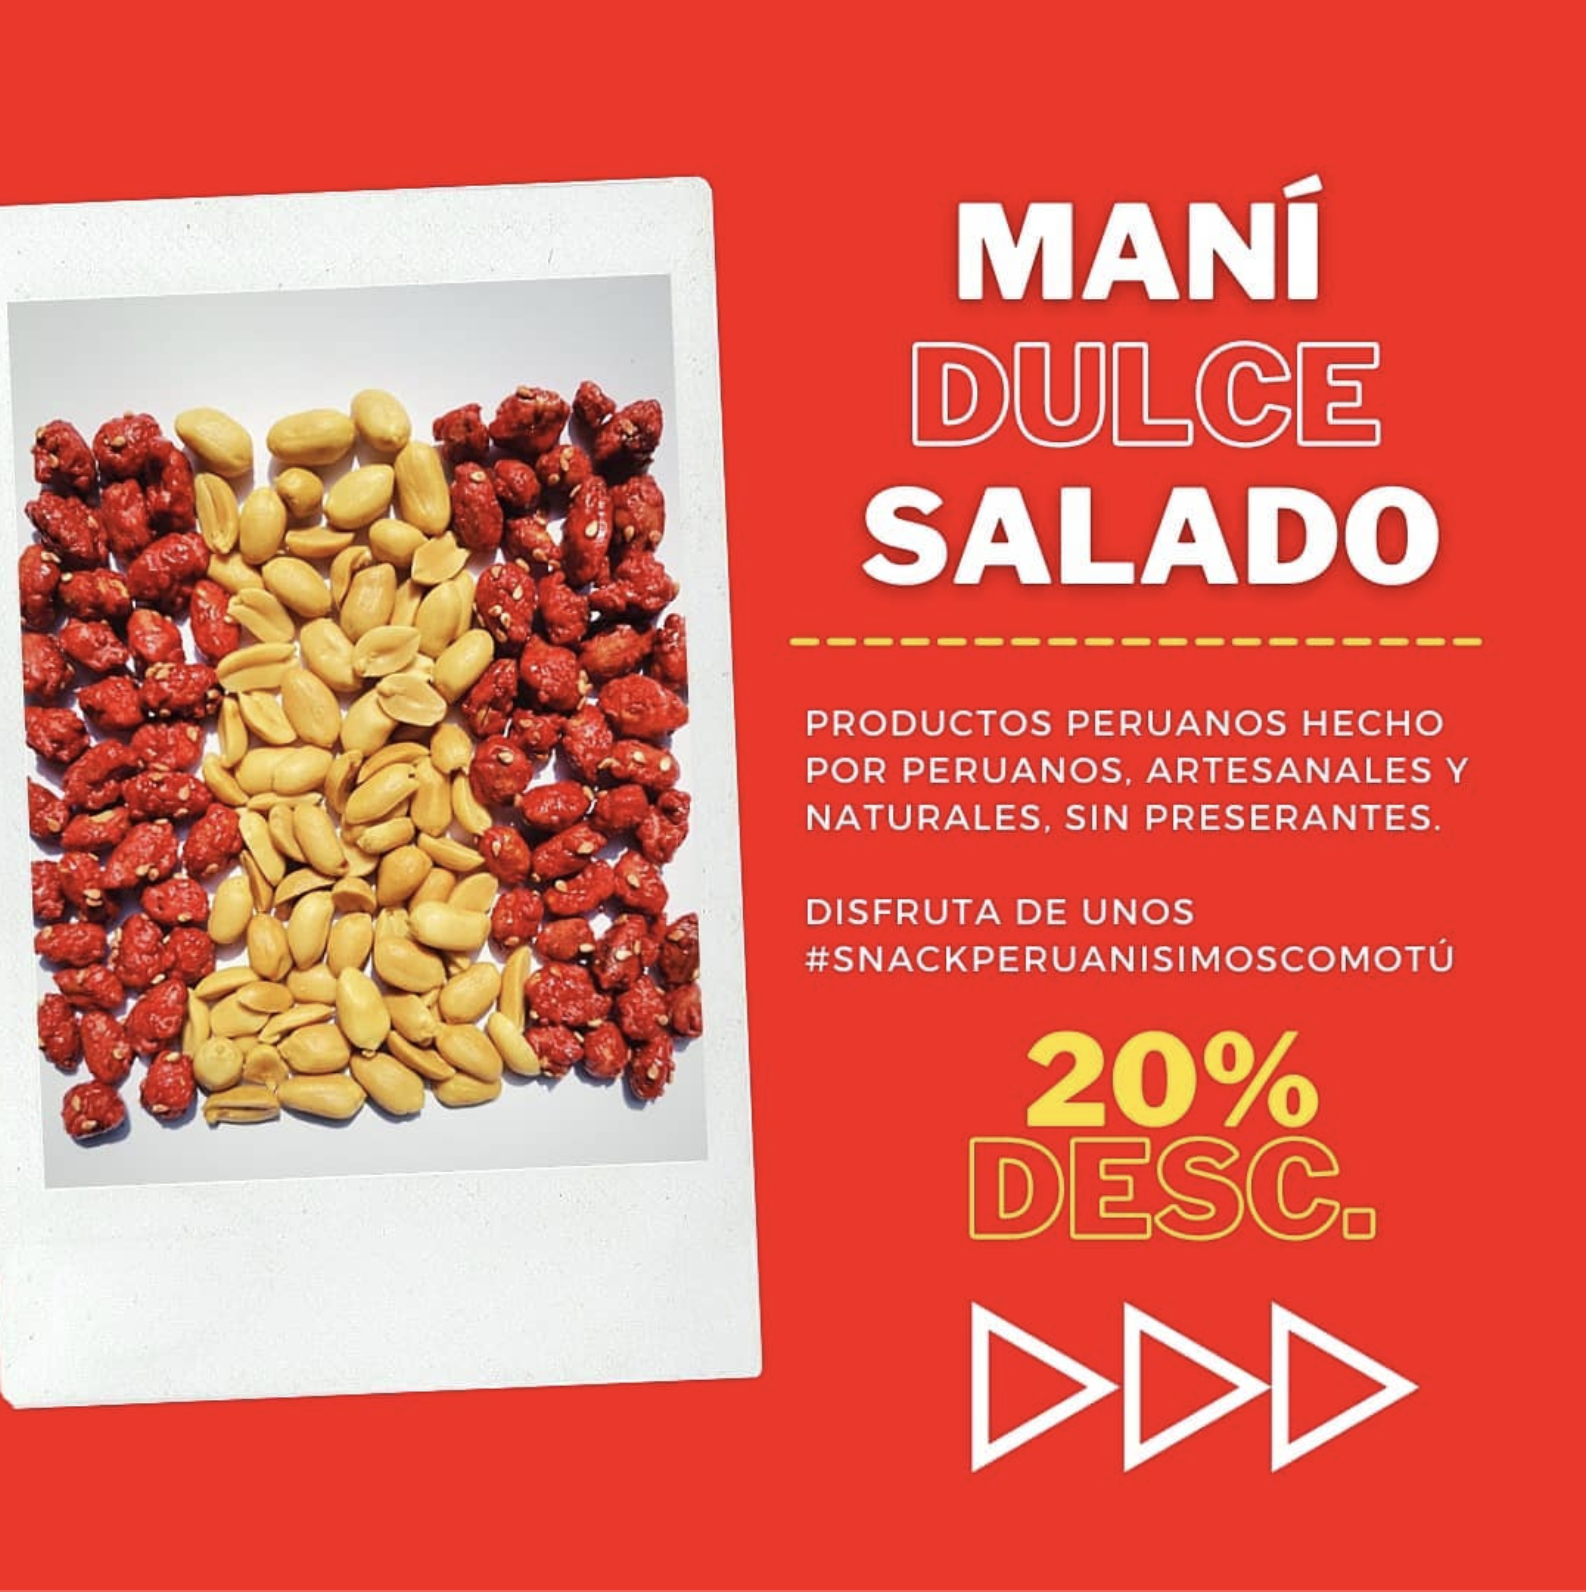 MANÍ
DULCE
SALADO
PRODUCTOS PERUANOS HECHO
POR PERUANOS, ARTESANALES Y
NATURALES, SIN PRESERANTES.
DISFRUTA DE UNOS
#SNACKPERUANISIMOSCOMOTÚ
20%
DESC.